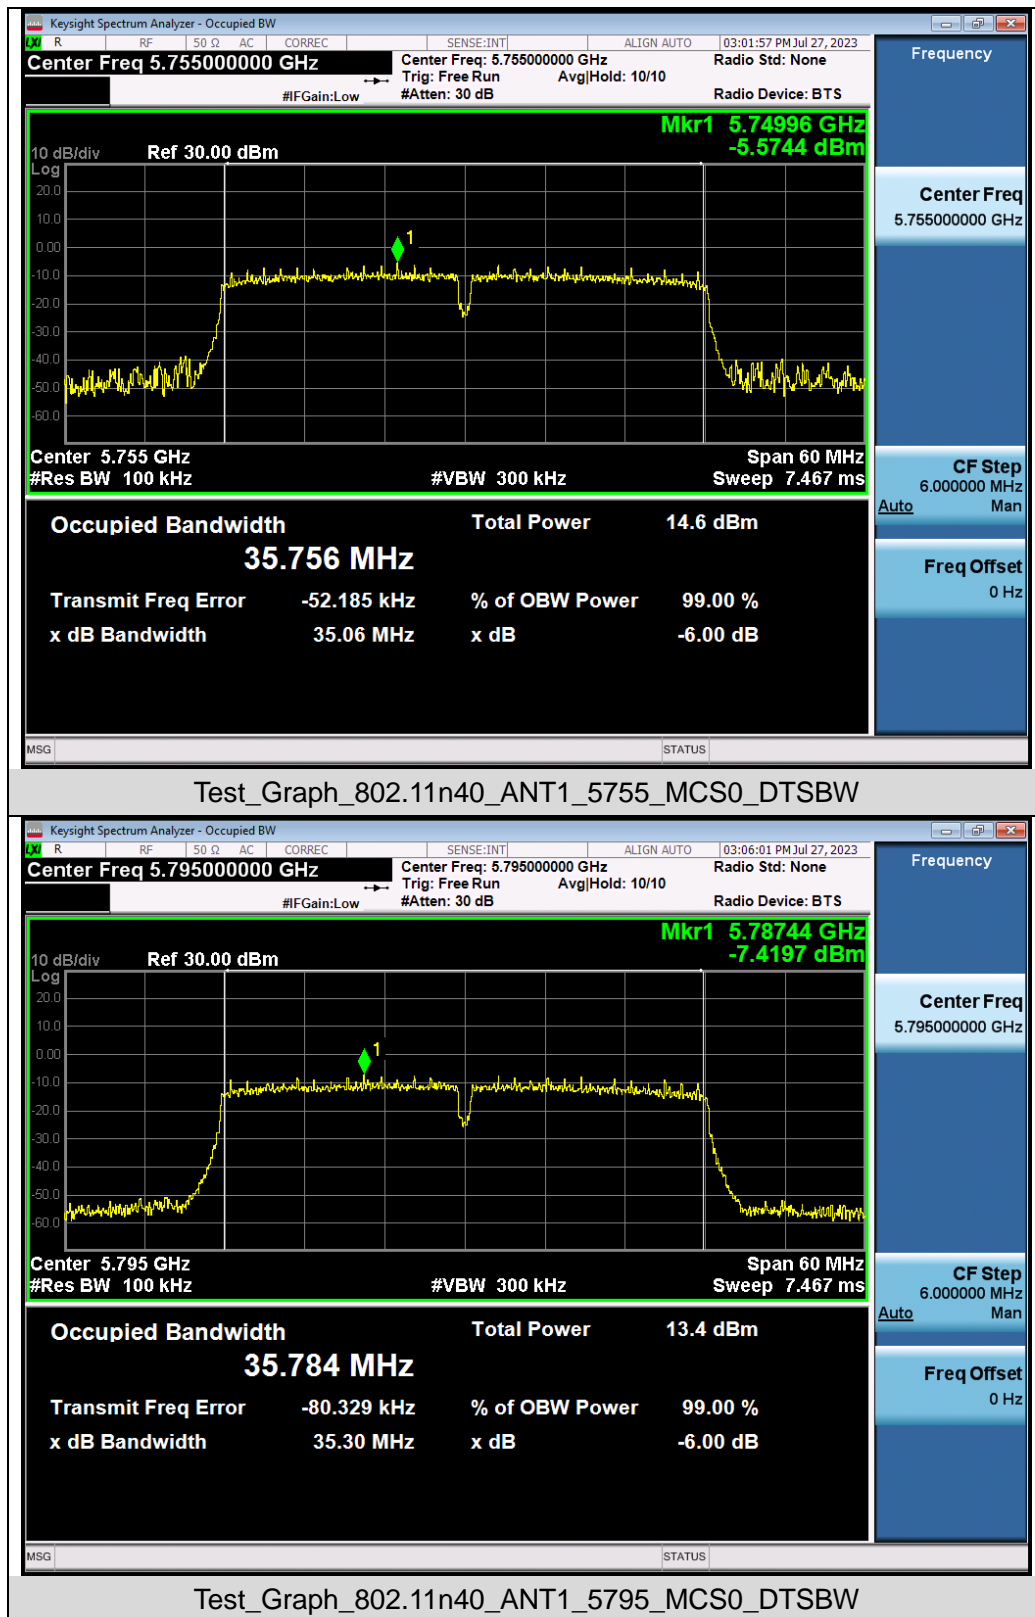 Keysight Spectrum Analyzer - Occupied BW
LXI R RF 50 Ω AC CORREC SENSE:INT ALIGN AUTO 03:01:57 PM Jul 27, 2023
Center Freq 5.755000000 GHz
Center Freq: 5.755000000 GHz
Radio Std: None
Trig: Free Run Avg|Hold: 10/10
#IFGain:Low
#Atten: 30 dB
Radio Device: BTS
Mkr1 5.74996 GHz
-5.5744 dBm
10 dB/div Ref 30.00 dBm
Log
20.0
10.0
0.00
-10.0
-20.0
-30.0
-40.0
-50.0
-60.0
1
Center 5.755 GHz Span 60 MHz
#Res BW 100 kHz #VBW 300 kHz Sweep 7.467 ms
Occupied Bandwidth Total Power 14.6 dBm
35.756 MHz
Transmit Freq Error -52.185 kHz % of OBW Power 99.00 %
x dB Bandwidth 35.06 MHz x dB -6.00 dB
MSG STATUS
Frequency
Center Freq
5.755000000 GHz
CF Step
6.000000 MHz
Auto Man
Freq Offset
0 Hz
Test_Graph_802.11n40_ANT1_5755_MCS0_DTSBW
Keysight Spectrum Analyzer - Occupied BW
LXI R RF 50 Ω AC CORREC SENSE:INT ALIGN AUTO 03:06:01 PM Jul 27, 2023
Center Freq 5.795000000 GHz
Center Freq: 5.795000000 GHz
Radio Std: None
Trig: Free Run Avg|Hold: 10/10
#IFGain:Low
#Atten: 30 dB
Radio Device: BTS
Mkr1 5.78744 GHz
-7.4197 dBm
10 dB/div Ref 30.00 dBm
Log
20.0
10.0
0.00
-10.0
-20.0
-30.0
-40.0
-50.0
-60.0
1
Center 5.795 GHz Span 60 MHz
#Res BW 100 kHz #VBW 300 kHz Sweep 7.467 ms
Occupied Bandwidth Total Power 13.4 dBm
35.784 MHz
Transmit Freq Error -80.329 kHz % of OBW Power 99.00 %
x dB Bandwidth 35.30 MHz x dB -6.00 dB
MSG STATUS
Frequency
Center Freq
5.795000000 GHz
CF Step
6.000000 MHz
Auto Man
Freq Offset
0 Hz
Test_Graph_802.11n40_ANT1_5795_MCS0_DTSBW